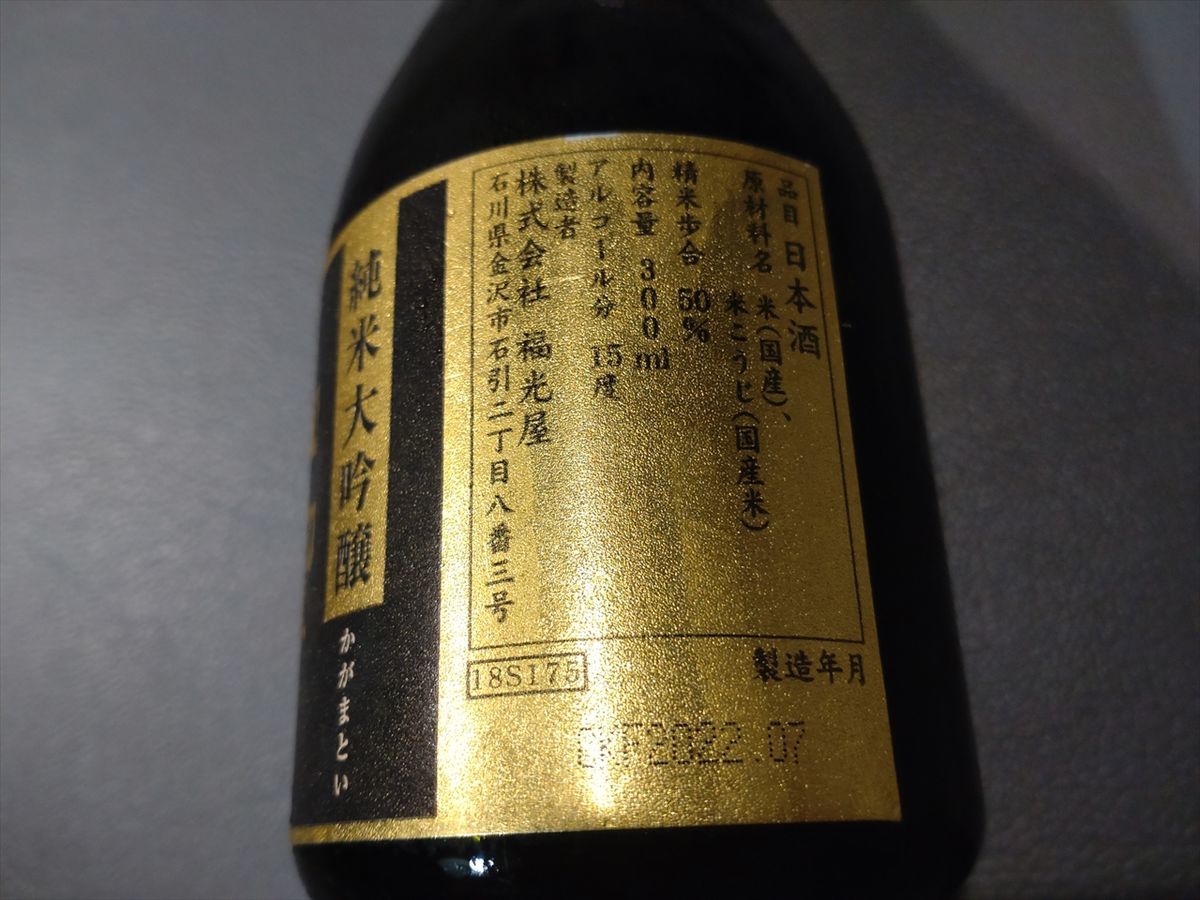 品目 日本酒
原材料名 米(国産)、
米こうじ(国産米)
精米歩合 50%
内容量 300ml
アルコール分 15度
製造者
株式会社 福光屋
石川県金沢市石引二丁目八番三号
製造年月
18S175
2022.07
純米大吟醸
かがまとい